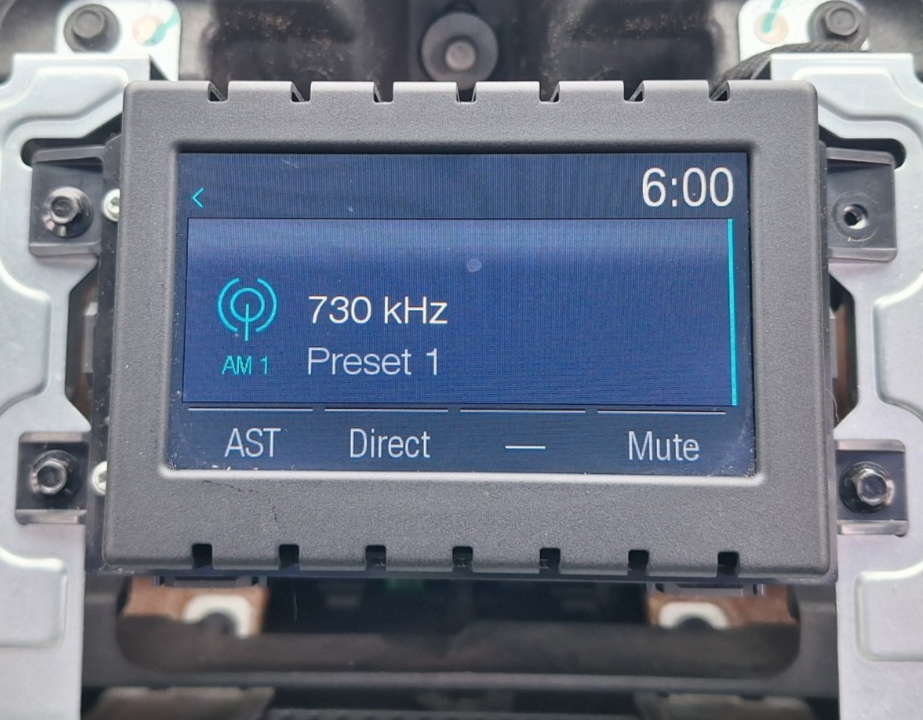 6:00
730 kHz
AM 1
Preset 1
AST
Direct
—
Mute